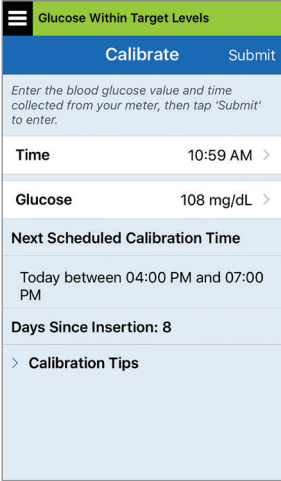 Glucose Within Target Levels
Calibrate Submit
Enter the blood glucose value and time
collected from your meter, then tap 'Submit'
to enter.
Time 10:59 AM >
Glucose 108 mg/dL >
Next Scheduled Calibration Time
Today between 04:00 PM and 07:00
PM
Days Since Insertion: 8
> Calibration Tips